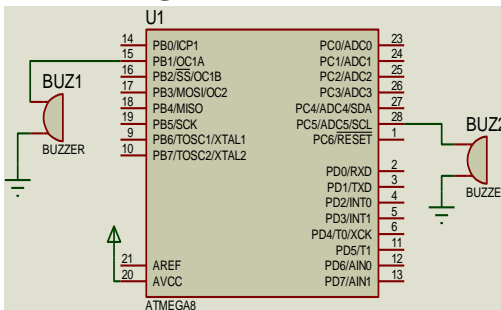 U1
14 PB0/ICP1 PC0/ADC0 23
15 PB1/OC1A PC1/ADC1 24
16 PB2/SS/OC1B PC2/ADC2 25
17 PB3/MOSI/OC2 PC3/ADC3 26
18 PB4/MISO PC4/ADC4/SDA 27
19 PB5/SCK PC5/ADC5/SCL 28
9 PB6/TOSC1/XTAL1 PC6/RESET 1
10 PB7/TOSC2/XTAL2
PD0/RXD 2
PD1/TXD 3
PD2/INT0 4
PD3/INT1 5
PD4/T0/XCK 6
PD5/T1 11
21 AREF PD6/AIN0 12
20 AVCC PD7/AIN1 13
ATMEGA8
BUZ1
BUZZER
BUZ2
BUZZE